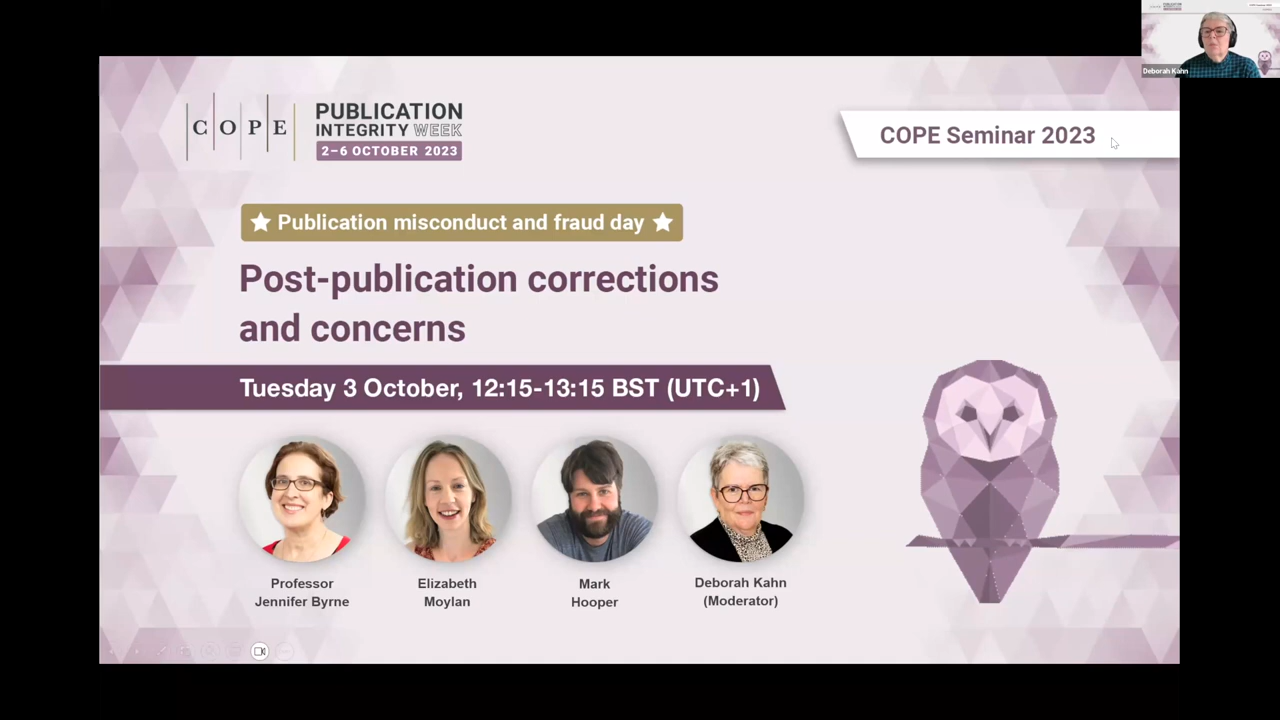 COPE
PUBLICATION
INTEGRITY WEEK
2–6 OCTOBER 2023
COPE Seminar 2023
Deborah Kahn
Publication misconduct and fraud day
Post-publication corrections
and concerns
Tuesday 3 October, 12:15-13:15 BST (UTC+1)
Professor
Jennifer Byrne
Elizabeth
Moylan
Mark
Hooper
Deborah Kahn
(Moderator)